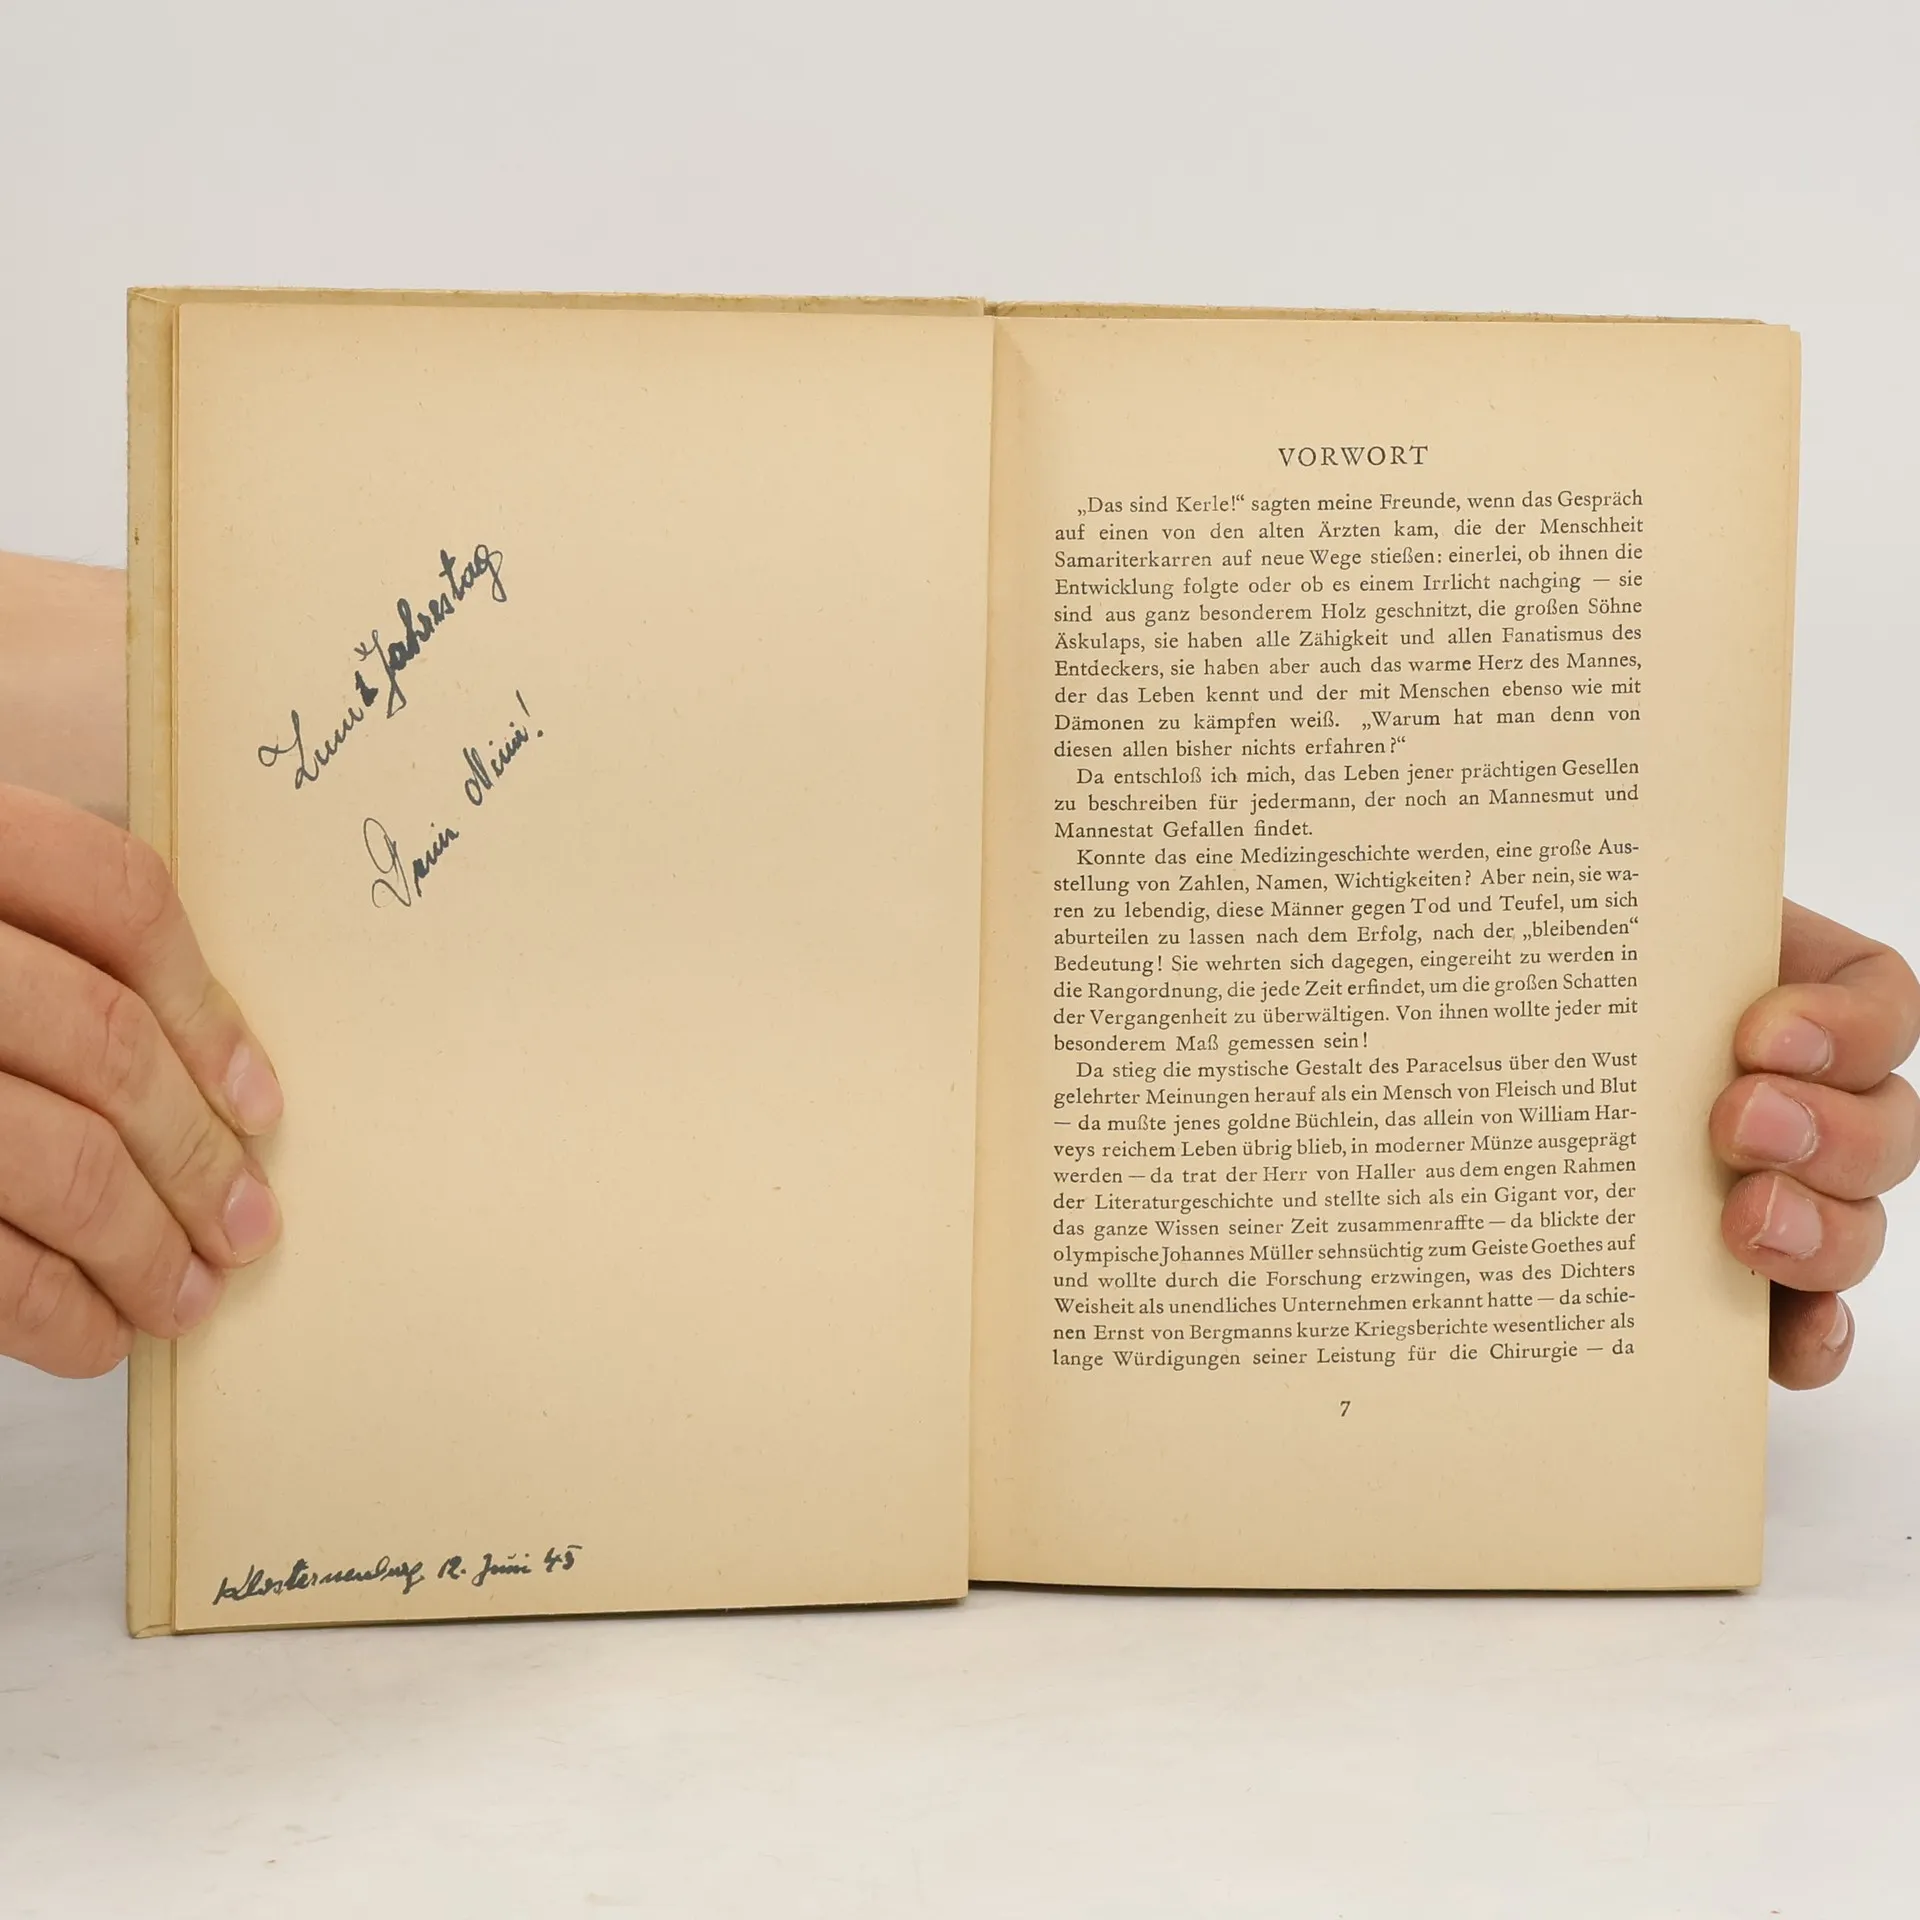 Zum 1. Jahrestag
Dein Nini!
Klosterneuburg 12. Juni 45
VORWORT
„Das sind Kerle!“ sagten meine Freunde, wenn das Gespräch
auf einen von den alten Ärzten kam, die der Menschheit
Samariterkarren auf neue Wege stießen: einerlei, ob ihnen die
Entwicklung folgte oder ob es einem Irrlicht nachging — sie
sind aus ganz besonderem Holz geschnitzt, die großen Söhne
Äskulaps, sie haben alle Zähigkeit und allen Fanatismus des
Entdeckers, sie haben aber auch das warme Herz des Mannes,
der das Leben kennt und der mit Menschen ebenso wie mit
Dämonen zu kämpfen weiß. „Warum hat man denn von
diesen allen bisher nichts erfahren?“
Da entschloß ich mich, das Leben jener prächtigen Gesellen
zu beschreiben für jedermann, der noch an Mannesmut und
Mannestat Gefallen findet.
Konnte das eine Medizingeschichte werden, eine große Aus-
stellung von Zahlen, Namen, Wichtigkeiten? Aber nein, sie wa-
ren zu lebendig, diese Männer gegen Tod und Teufel, um sich
aburteilen zu lassen nach dem Erfolg, nach der „bleibenden“
Bedeutung! Sie wehrten sich dagegen, eingereiht zu werden in
die Rangordnung, die jede Zeit erfindet, um die großen Schatten
der Vergangenheit zu überwältigen. Von ihnen wollte jeder mit
besonderem Maß gemessen sein!
Da stieg die mystische Gestalt des Paracelsus über den Wust
gelehrter Meinungen herauf als ein Mensch von Fleisch und Blut
— da mußte jenes goldne Büchlein, das allein von William Har-
veys reichem Leben übrig blieb, in moderner Münze ausgeprägt
werden — da trat der Herr von Haller aus dem engen Rahmen
der Literaturgeschichte und stellte sich als ein Gigant vor, der
das ganze Wissen seiner Zeit zusammenraffte — da blickte der
olympische Johannes Müller sehnsüchtig zum Geiste Goethes auf
und wollte durch die Forschung erzwingen, was des Dichters
Weisheit als unendliches Unternehmen erkannt hatte — da schie-
nen Ernst von Bergmanns kurze Kriegsberichte wesentlicher als
lange Würdigungen seiner Leistung für die Chirurgie — da
7